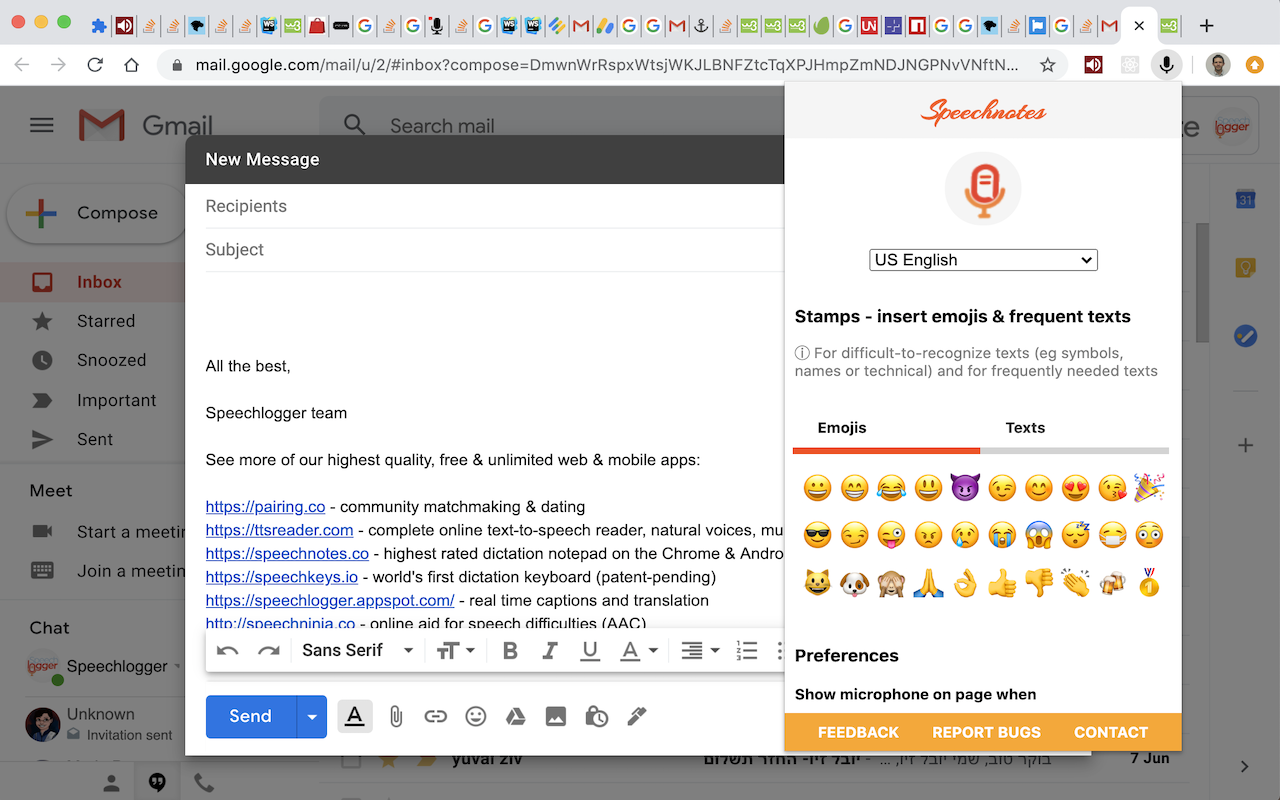 mail.google.com/mail/u/2/#inbox?compose=DmwnWrRspxWtsjWKJLBNFZtcTqXPJHmpZmNDJNGPNvVNftN...
Gmail
Search mail
Compose
Inbox
Starred
Snoozed
Important
Sent
Meet
Start a meetin
Join a meetin
Chat
Speechlogger
Unknown
Invitation sent
New Message
Recipients
Subject
All the best,
Speechlogger team
See more of our highest quality, free & unlimited web & mobile apps:
https://pairing.co - community matchmaking & dating
https://ttsreader.com - complete online text-to-speech reader, natural voices, mu
https://speechnotes.co - highest rated dictation notepad on the Chrome & Andro
https://speechkeys.io - world's first dictation keyboard (patent-pending)
https://speechlogger.appspot.com/ - real time captions and translation
http://speechninja.co - online aid for speech difficulties (AAC)
Sans Serif
Send
Speechnotes
US English
Stamps - insert emojis & frequent texts
ⓘ For difficult-to-recognize texts (eg symbols,
names or technical) and for frequently needed texts
Emojis Texts
Preferences
Show microphone on page when
FEEDBACK REPORT BUGS CONTACT
yuval ziv
יובל זיו- החזר תשלום - בוקר טוב, שמי יובל זיו, ...
7 Jun